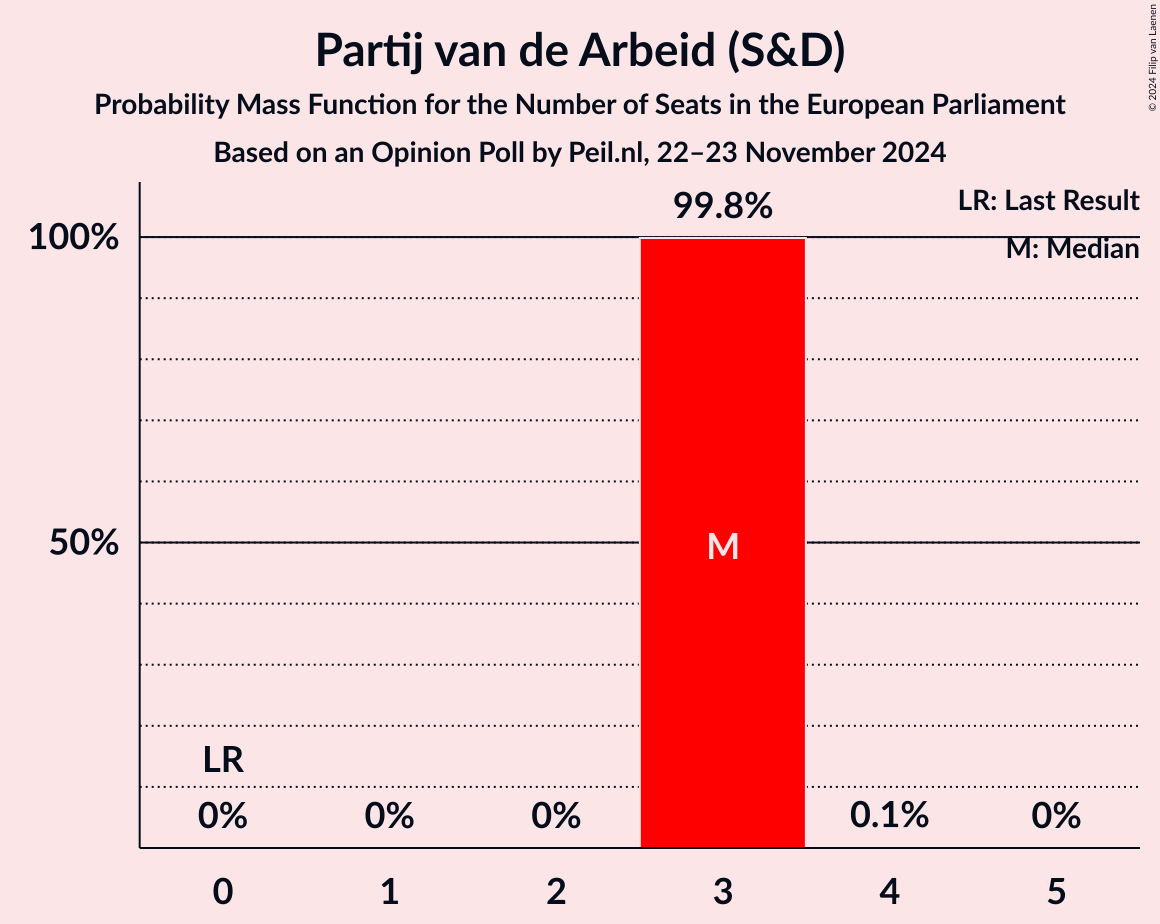 Partij van de Arbeid (S&D)
Probability Mass Function for the Number of Seats in the European Parliament
Based on an Opinion Poll by Peil.nl, 22–23 November 2024
© 2024 Filip van Laenen
LR: Last Result
M: Median
99.8%
100%
50%
M
LR
0% 0% 0% 0.1% 0%
0 1 2 3 4 5